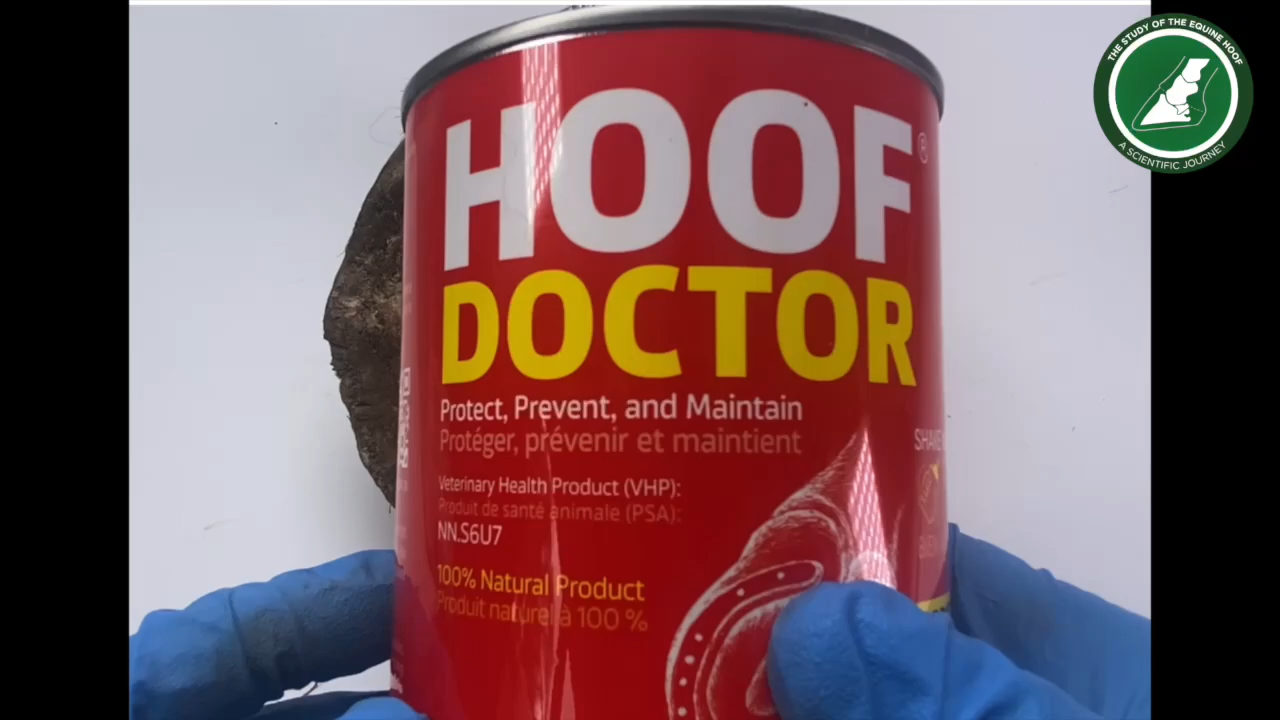 HOOF®
DOCTOR
Protect, Prevent, and Maintain
Protéger, prévenir et maintient
Veterinary Health Product (VHP):
Produit de santé animale (PSA):
NN.S6U7
100% Natural Product
Produit naturel à 100 %
SHAKE
THE STUDY OF THE EQUINE HOOF
A SCIENTIFIC JOURNEY